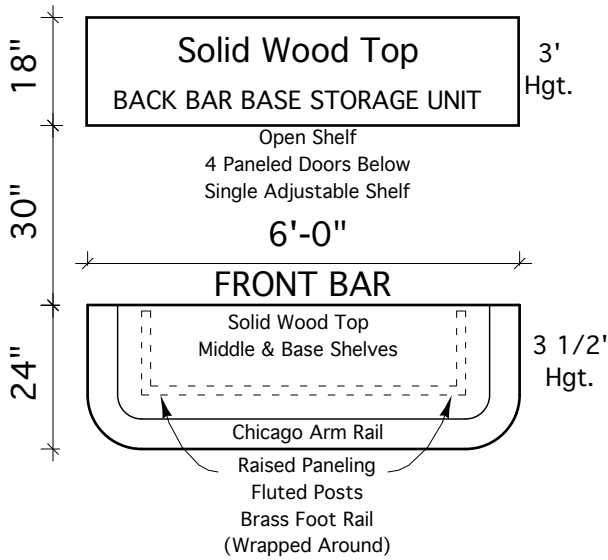 18"
Solid Wood Top
BACK BAR BASE STORAGE UNIT
3'
Hgt.
Open Shelf
4 Paneled Doors Below
Single Adjustable Shelf
30"
6'-0"
FRONT BAR
24"
Solid Wood Top
Middle & Base Shelves
3 1/2'
Hgt.
Chicago Arm Rail
Raised Paneling
Fluted Posts
Brass Foot Rail
(Wrapped Around)